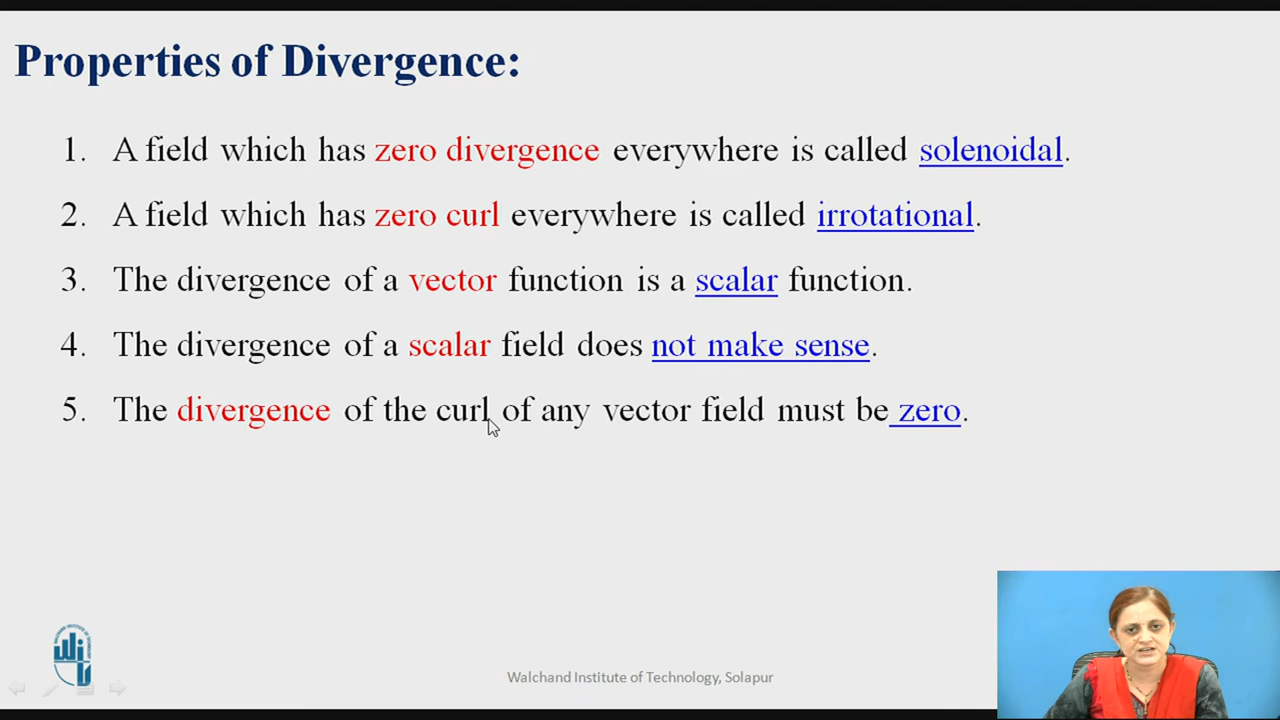 Properties of Divergence:
1. A field which has zero divergence everywhere is called solenoidal.
2. A field which has zero curl everywhere is called irrotational.
3. The divergence of a vector function is a scalar function.
4. The divergence of a scalar field does not make sense.
5. The divergence of the curl of any vector field must be zero.
Walchand Institute of Technology, Solapur